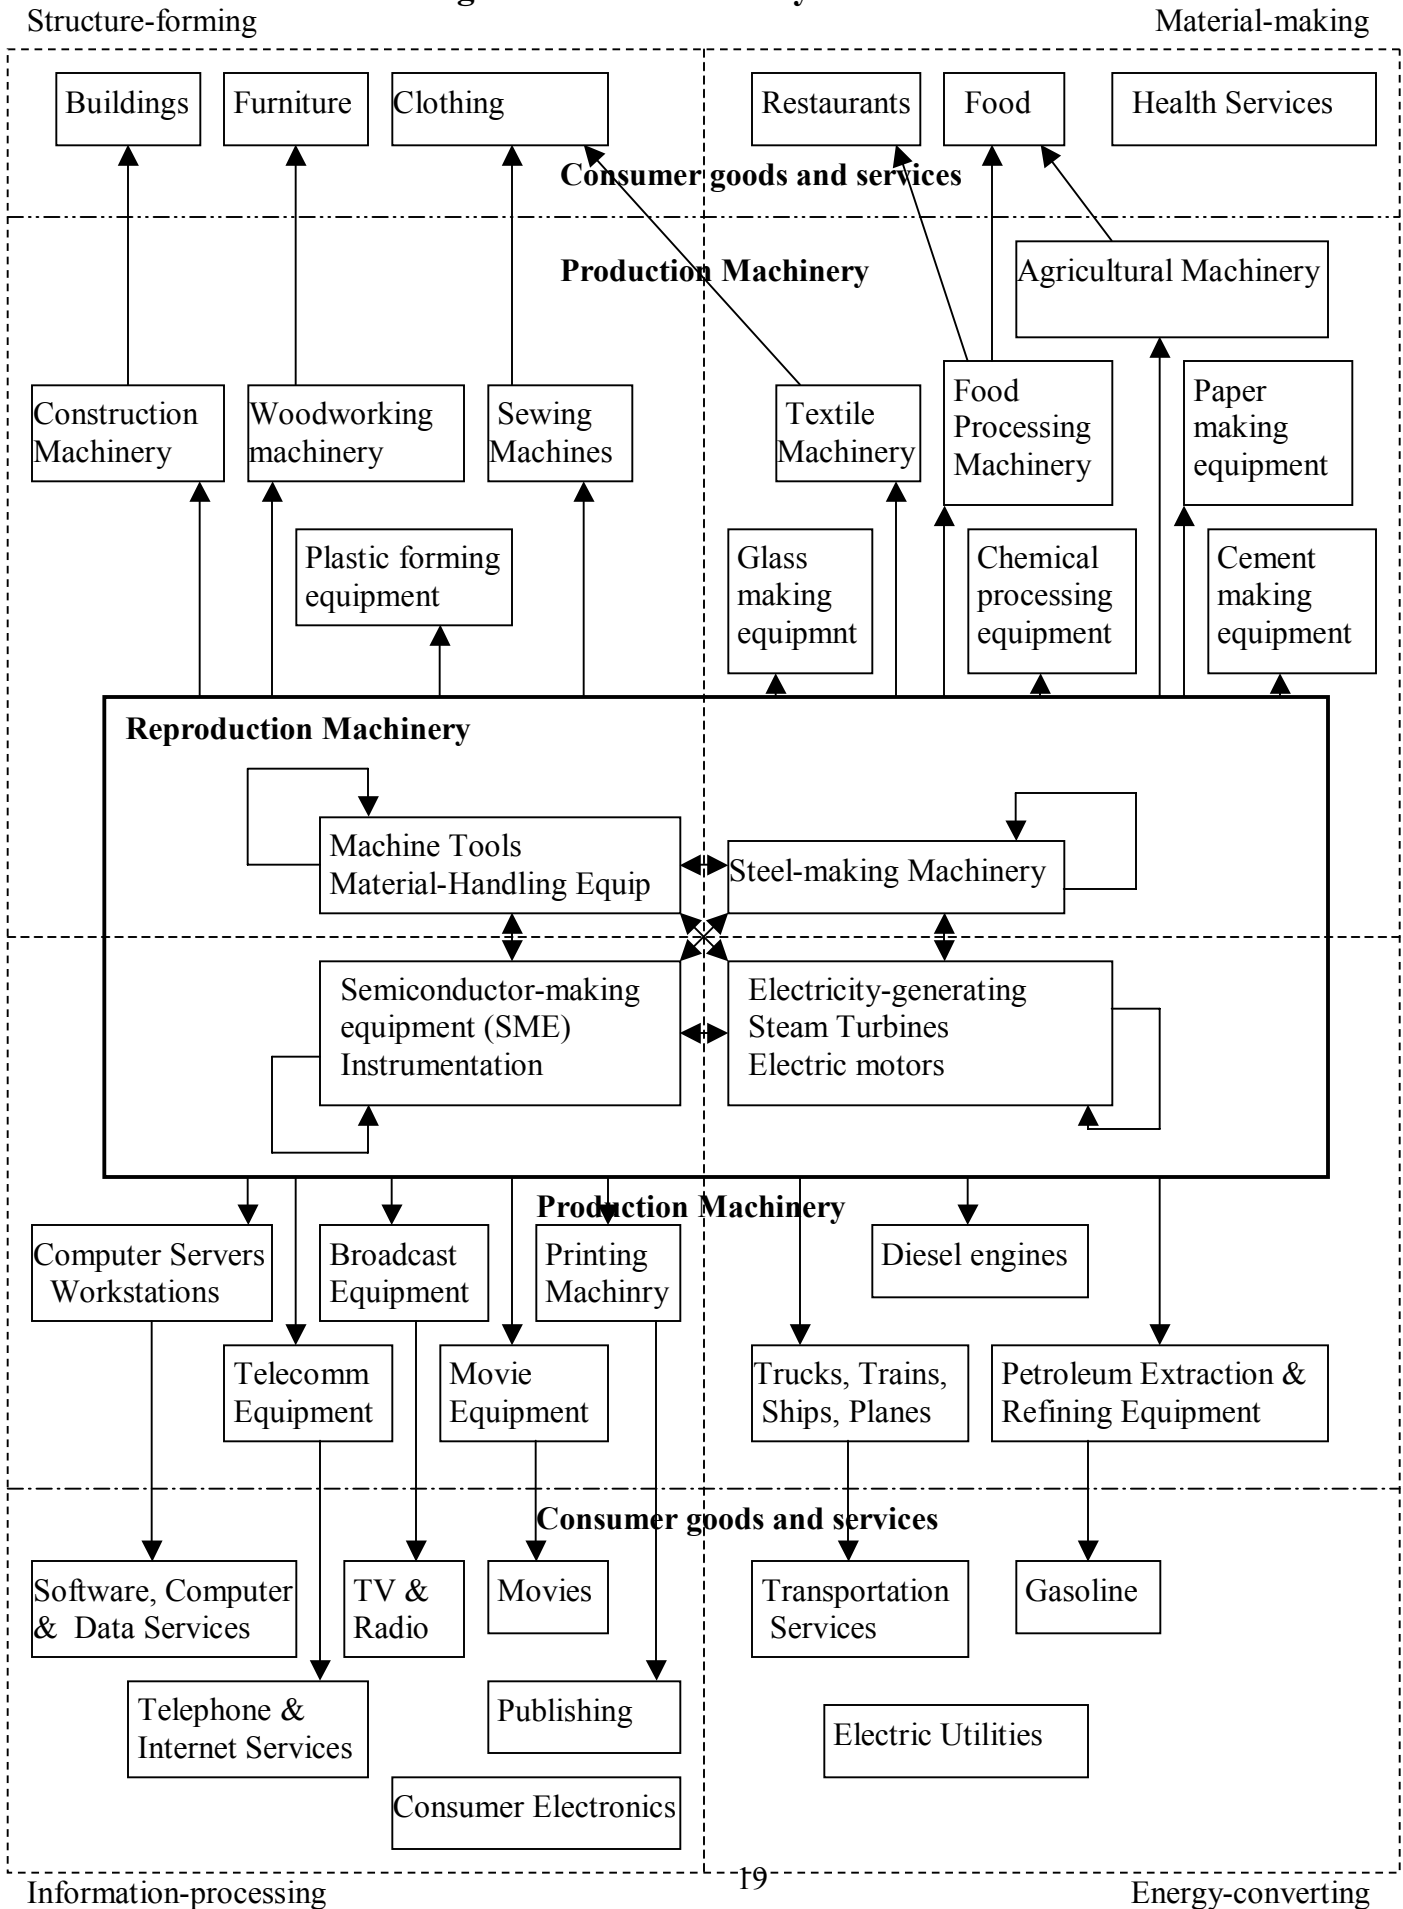 Structure-forming
Material-making
Buildings
Furniture
Clothing
Restaurants
Food
Health Services
Consumer goods and services
Production Machinery
Agricultural Machinery
Construction
Machinery
Woodworking
machinery
Sewing
Machines
Textile
Machinery
Food
Processing
Machinery
Paper
making
equipment
Plastic forming
equipment
Glass
making
equipmnt
Chemical
processing
equipment
Cement
making
equipment
Reproduction Machinery
Machine Tools
Material-Handling Equip
Steel-making Machinery
Semiconductor-making
equipment (SME)
Instrumentation
Electricity-generating
Steam Turbines
Electric motors
Production Machinery
Computer Servers
Workstations
Broadcast
Equipment
Printing
Machinry
Diesel engines
Telecomm
Equipment
Movie
Equipment
Trucks, Trains,
Ships, Planes
Petroleum Extraction &
Refining Equipment
Consumer goods and services
Software, Computer
& Data Services
TV &
Radio
Movies
Transportation
Services
Gasoline
Telephone &
Internet Services
Publishing
Electric Utilities
Consumer Electronics
19
Information-processing
Energy-converting